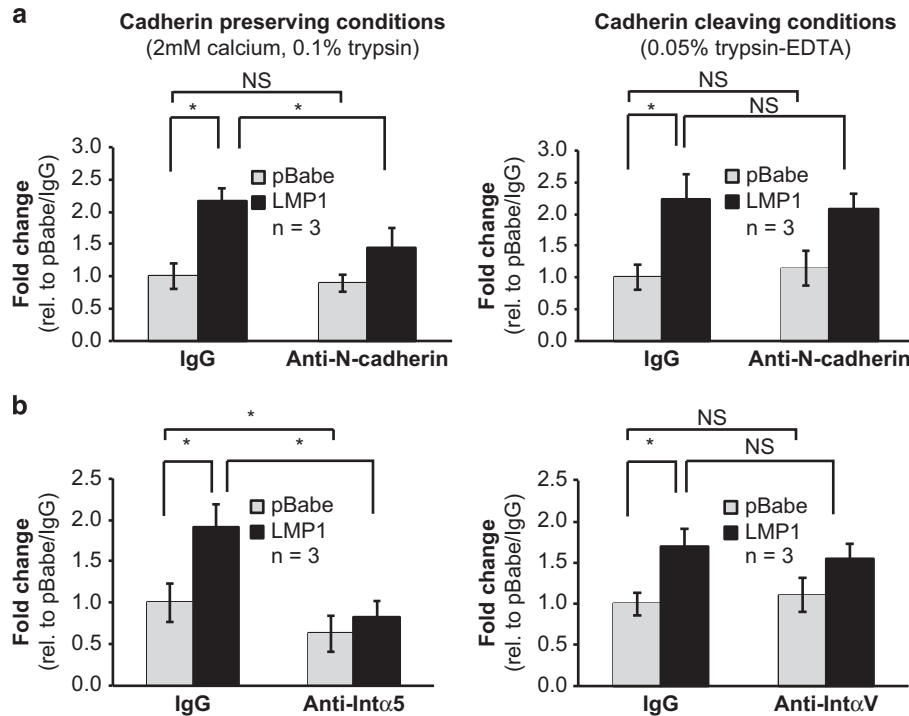 a
Cadherin preserving conditions
(2mM calcium, 0.1% trypsin)
NS
*
*
Fold change
(rel. to pBabe/IgG)
3.0
2.5
2.0
1.5
1.0
0.5
0.0
pBabe
LMP1
n = 3
IgG
Anti-N-cadherin
Cadherin cleaving conditions
(0.05% trypsin-EDTA)
NS
*
NS
Fold change
(rel. to pBabe/IgG)
3.0
2.5
2.0
1.5
1.0
0.5
0.0
pBabe
LMP1
n = 3
IgG
Anti-N-cadherin
b
*
*
*
Fold change
(rel. to pBabe/IgG)
2.5
2.0
1.5
1.0
0.5
0.0
pBabe
LMP1
n = 3
IgG
Anti-Intα5
NS
*
NS
Fold change
(rel. to pBabe/IgG)
2.5
2.0
1.5
1.0
0.5
0.0
pBabe
LMP1
n = 3
IgG
Anti-IntαV